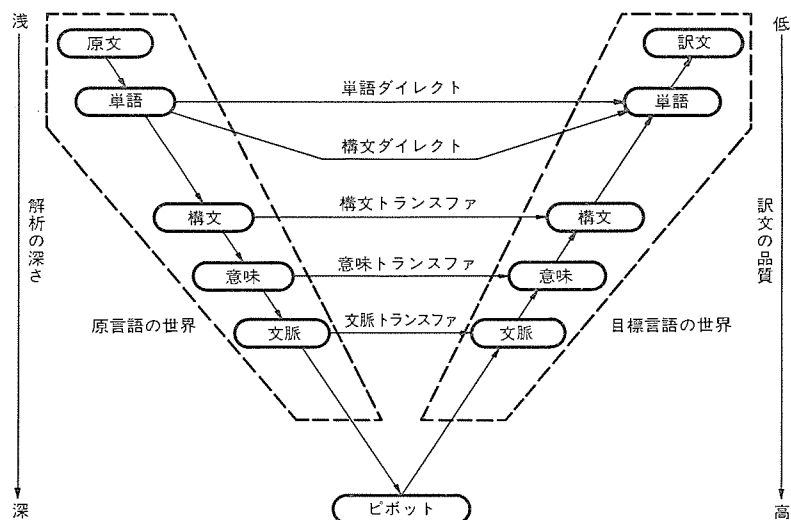 浅
低
原文
訳文
単語
単語ダイレクト
単語
構文ダイレクト
解析の深さ
訳文の品質
構文
構文トランスファ
構文
意味
意味トランスファ
意味
原言語の世界
文脈
文脈トランスファ
文脈
目標言語の世界
深
ピボット
高